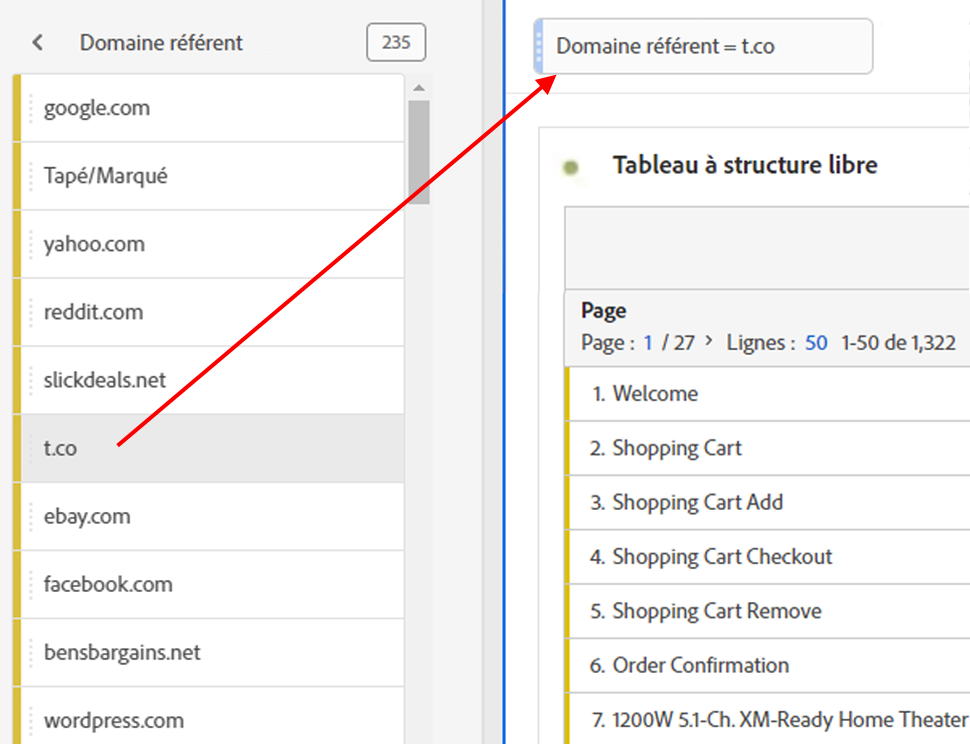 Domaine référent
235
google.com
Tapé/Marqué
yahoo.com
reddit.com
slickdeals.net
t.co
ebay.com
facebook.com
bensbargains.net
wordpress.com
Domaine référent = t.co
Tableau à structure libre
Page
Page : 1 / 27 > Lignes : 50 1-50 de 1,322
1. Welcome
2. Shopping Cart
3. Shopping Cart Add
4. Shopping Cart Checkout
5. Shopping Cart Remove
6. Order Confirmation
7. 1200W 5.1-Ch. XM-Ready Home Theater